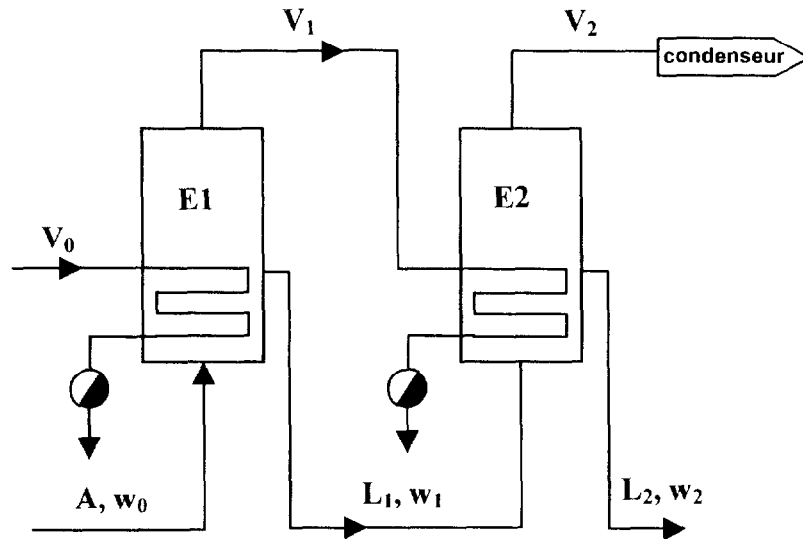 V₁
V₂
condenseur
E1
E2
V₀
A, w₀
L₁, w₁
L₂, w₂